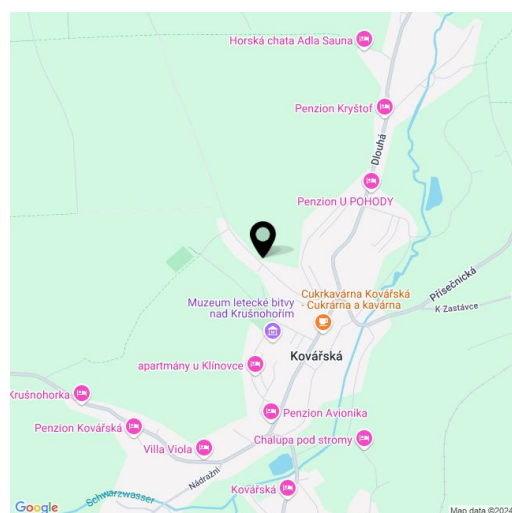 Horská chata Adla Sauna
Penzion Kryštof
Dlouhá
Penzion U POHODY
Přísečnická
K Zastávce
Cukrkavárna Kovářská
- Cukrárna a kavárna
Muzeum letecké bitvy
nad Krušnohořím
Kovářská
apartmány u Klínovce
Krušnohorka
Penzion Avionika
Penzion Kovářská
Villa Viola
Chalupa pod stromy
Nádražní
Schwarzwasser
Kovářská
Google
Map data ©2024